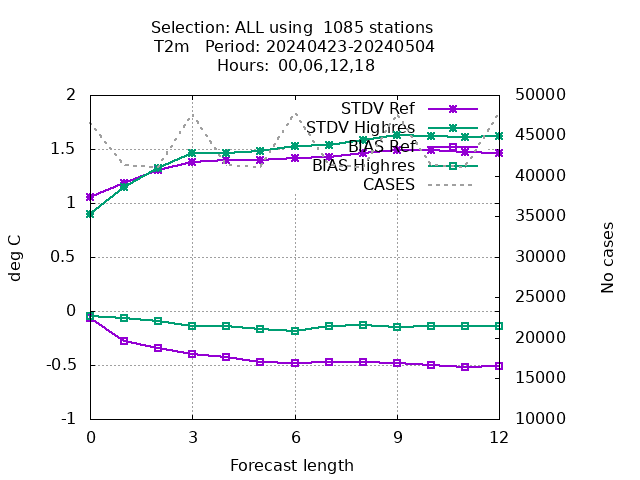 Selection: ALL using  1085 stations
T2m   Period: 20240423-20240504
Hours:  00,06,12,18
STDV Ref
STDV Highres
BIAS Ref
BIAS Highres
CASES
2
1.5
1
0.5
0
-0.5
-1
deg C
50000
45000
40000
35000
30000
25000
20000
15000
10000
No cases
0 3 6 9 12
Forecast length